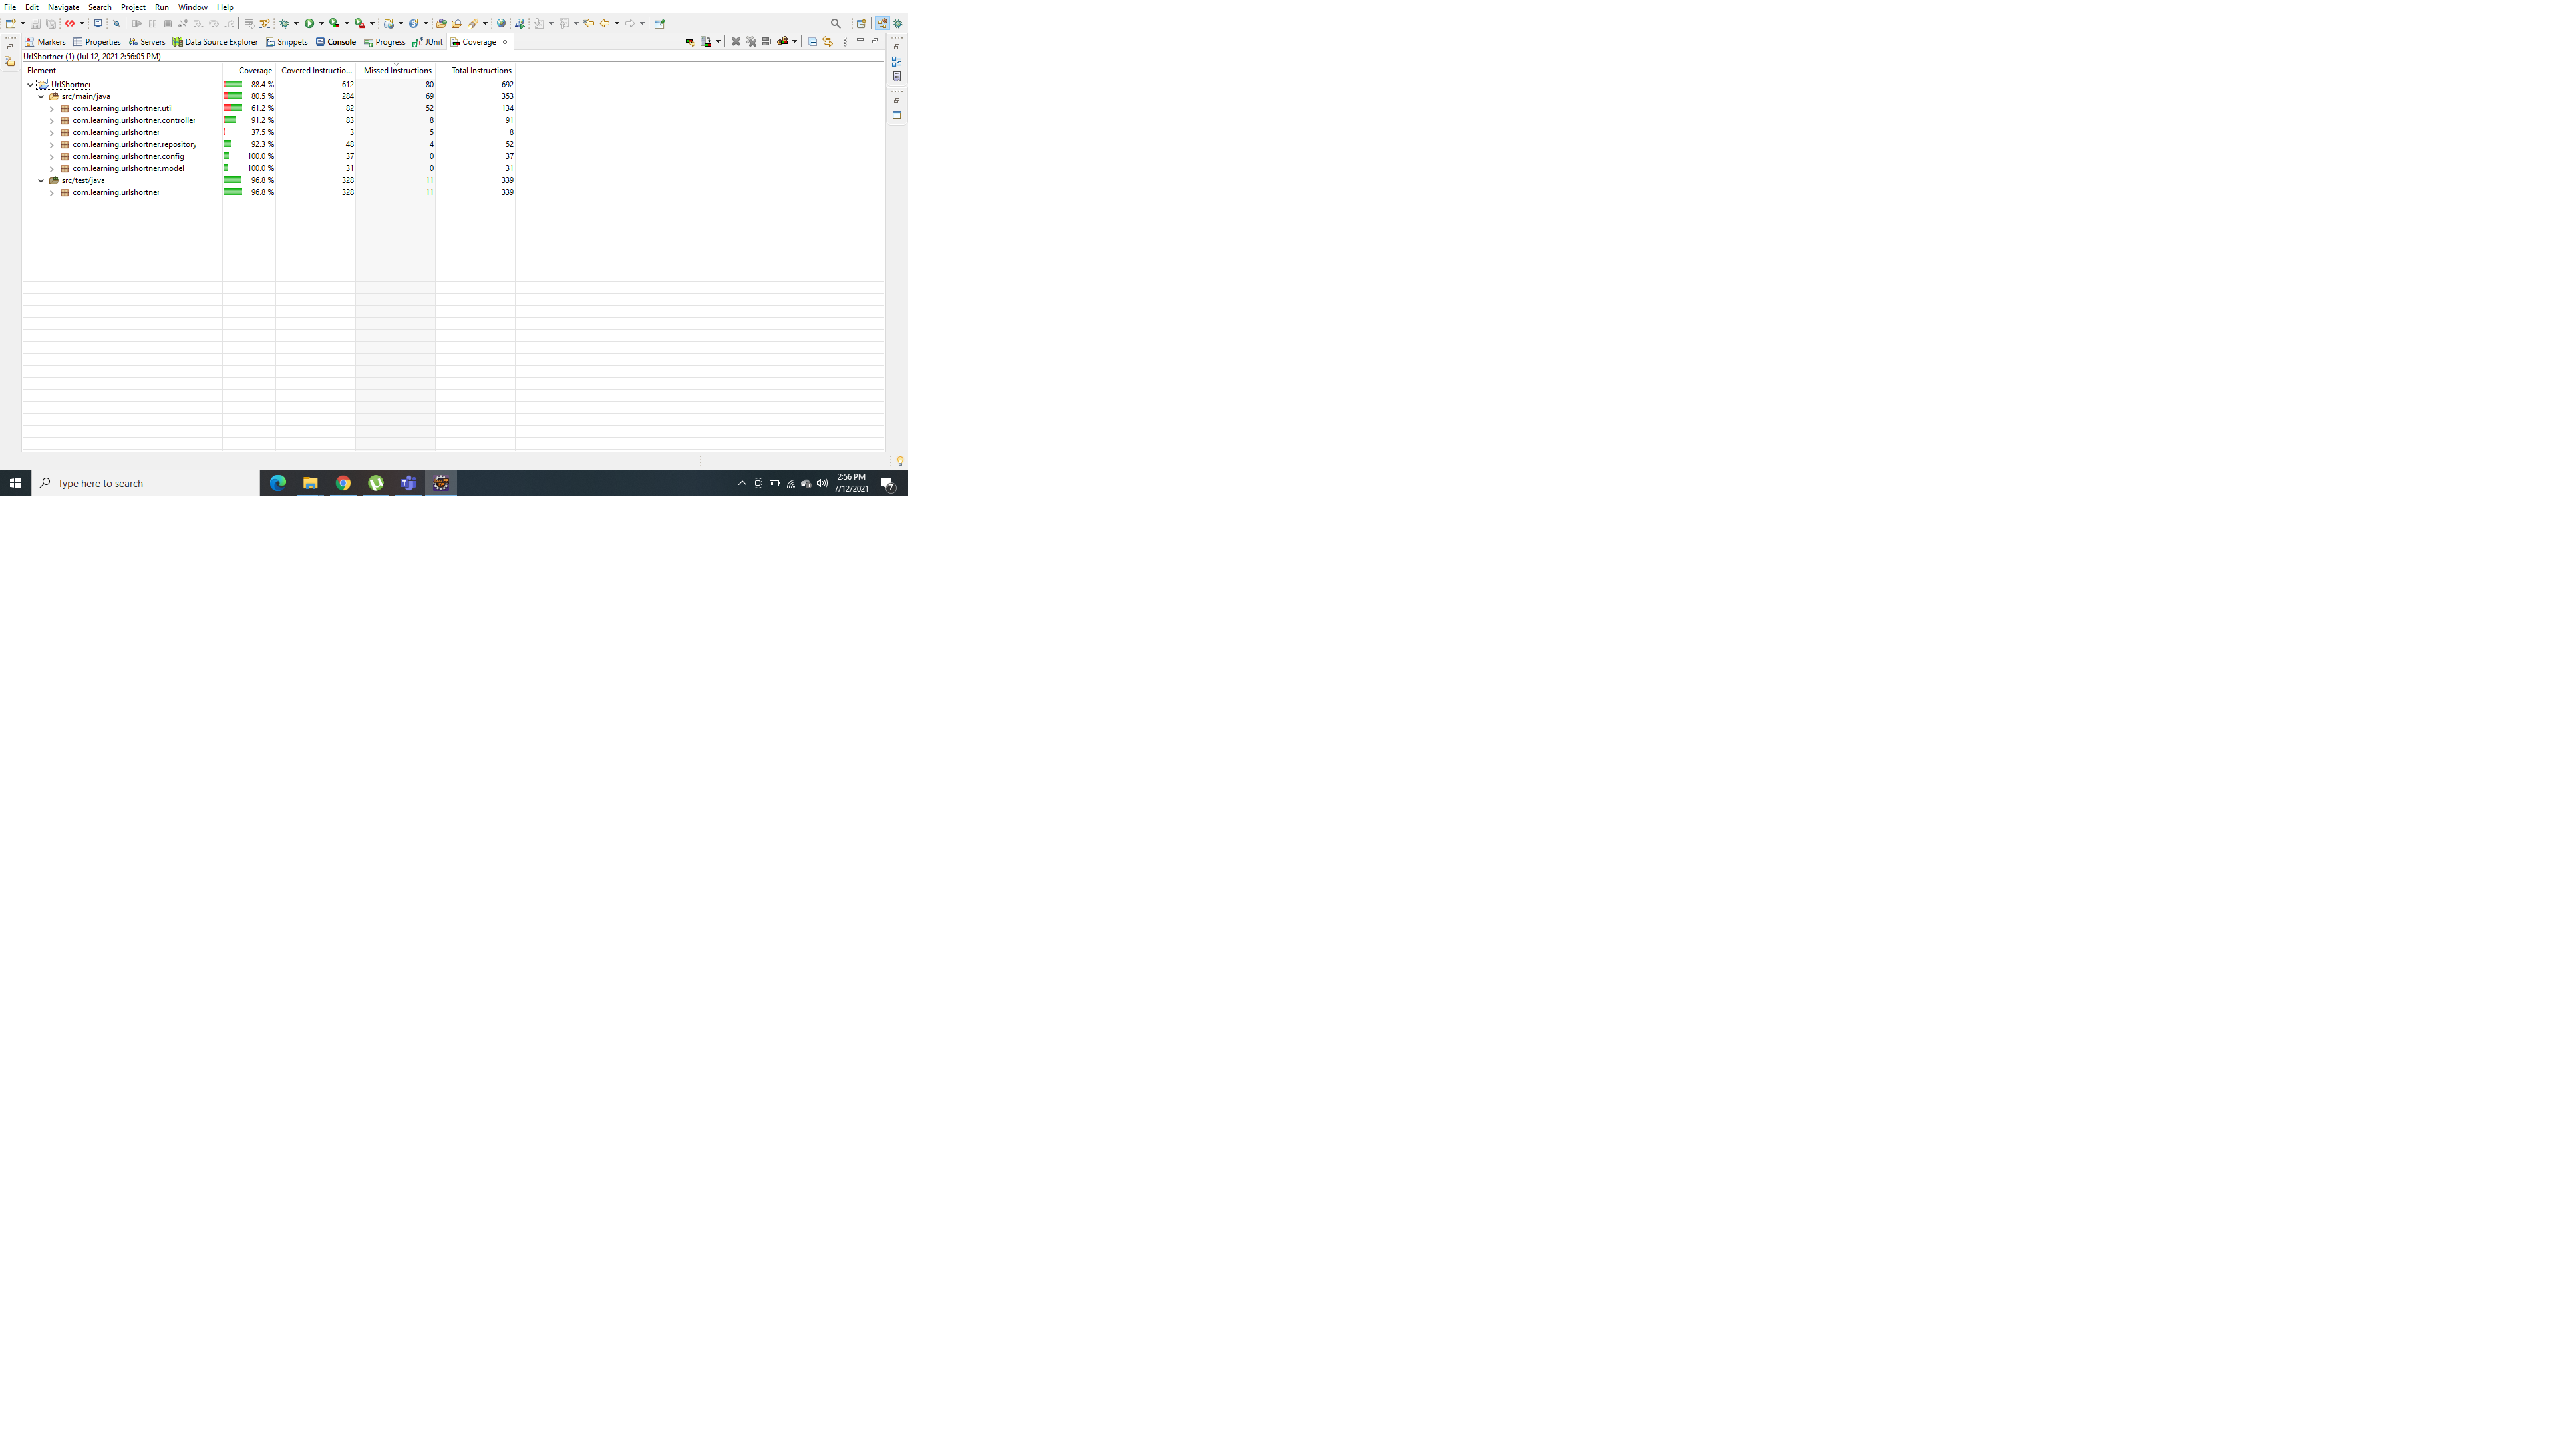 File Edit Navigate Search Project Run Window Help
Markers Properties Servers Data Source Explorer Snippets Console Progress JUnit Coverage
UrlShortner (1) (Jul 12, 2021 2:56:05 PM)
Element Coverage Covered Instructio... Missed Instructions Total Instructions
UrlShortner 88.4 % 612 80 692
src/main/java 80.5 % 284 69 353
com.learning.urlshortner.util 61.2 % 82 52 134
com.learning.urlshortner.controller 91.2 % 83 8 91
com.learning.urlshortner 37.5 % 3 5 8
com.learning.urlshortner.repository 92.3 % 48 4 52
com.learning.urlshortner.config 100.0 % 37 0 37
com.learning.urlshortner.model 100.0 % 31 0 31
src/test/java 96.8 % 328 11 339
com.learning.urlshortner 96.8 % 328 11 339
Type here to search
2:56 PM
7/12/2021
7